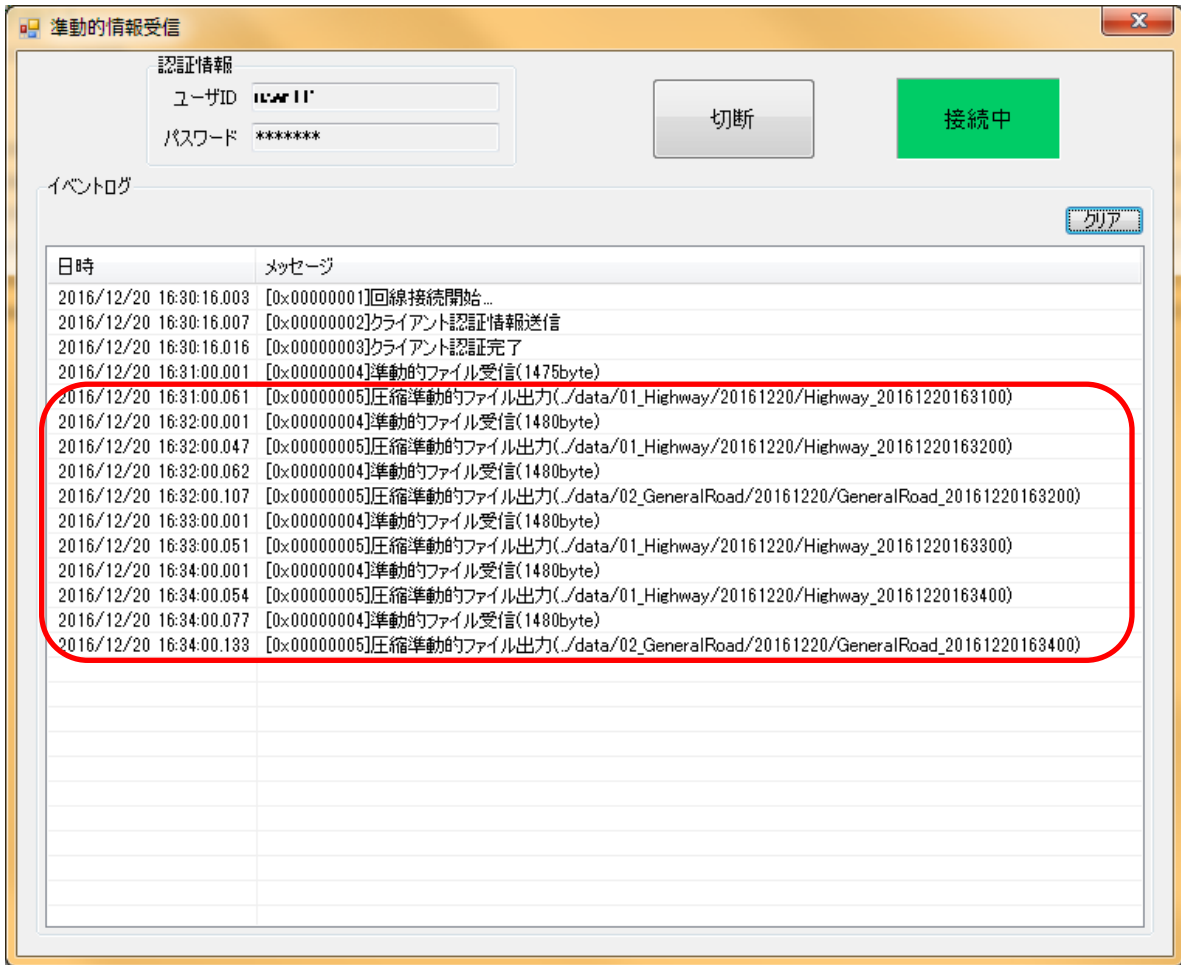 準動的情報受信
認証情報
ユーザID
パスワード *******
切断
接続中
イベントログ
クリア
日時 メッセージ
2016/12/20 16:30:16.003 [0x00000001]回線接続開始...
2016/12/20 16:30:16.007 [0x00000002]クライアント認証情報送信
2016/12/20 16:30:16.016 [0x00000003]クライアント認証完了
2016/12/20 16:31:00.001 [0x00000004]準動的ファイル受信(1475byte)
2016/12/20 16:31:00.061 [0x00000005]圧縮準動的ファイル出力(./data/01_Highway/20161220/Highway_20161220163100)
2016/12/20 16:32:00.001 [0x00000004]準動的ファイル受信(1480byte)
2016/12/20 16:32:00.047 [0x00000005]圧縮準動的ファイル出力(./data/01_Highway/20161220/Highway_20161220163200)
2016/12/20 16:32:00.062 [0x00000004]準動的ファイル受信(1480byte)
2016/12/20 16:32:00.107 [0x00000005]圧縮準動的ファイル出力(./data/02_GeneralRoad/20161220/GeneralRoad_20161220163200)
2016/12/20 16:33:00.001 [0x00000004]準動的ファイル受信(1480byte)
2016/12/20 16:33:00.051 [0x00000005]圧縮準動的ファイル出力(./data/01_Highway/20161220/Highway_20161220163300)
2016/12/20 16:34:00.001 [0x00000004]準動的ファイル受信(1480byte)
2016/12/20 16:34:00.054 [0x00000005]圧縮準動的ファイル出力(./data/01_Highway/20161220/Highway_20161220163400)
2016/12/20 16:34:00.077 [0x00000004]準動的ファイル受信(1480byte)
2016/12/20 16:34:00.133 [0x00000005]圧縮準動的ファイル出力(./data/02_GeneralRoad/20161220/GeneralRoad_20161220163400)